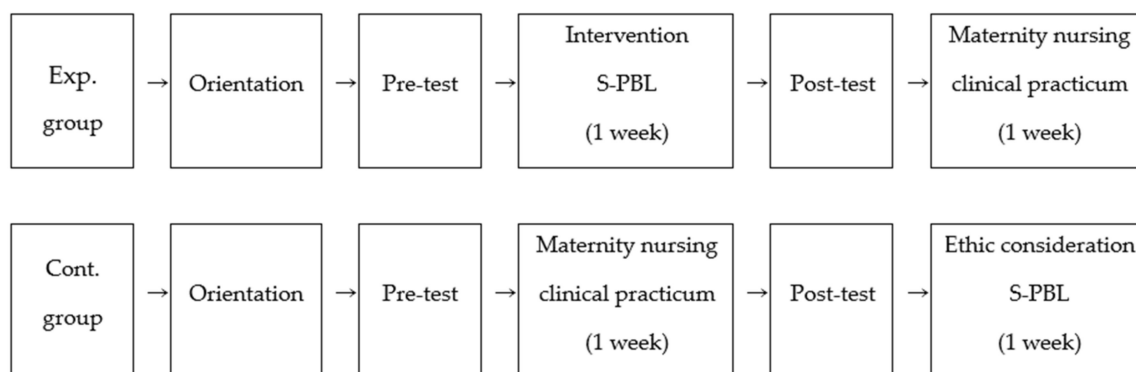 Exp.
group
→
Orientation
→
Pre-test
→
Intervention
S-PBL
(1 week)
→
Post-test
→
Maternity nursing
clinical practicum
(1 week)
Cont.
group
→
Orientation
→
Pre-test
→
Maternity nursing
clinical practicum
(1 week)
→
Post-test
→
Ethic consideration
S-PBL
(1 week)